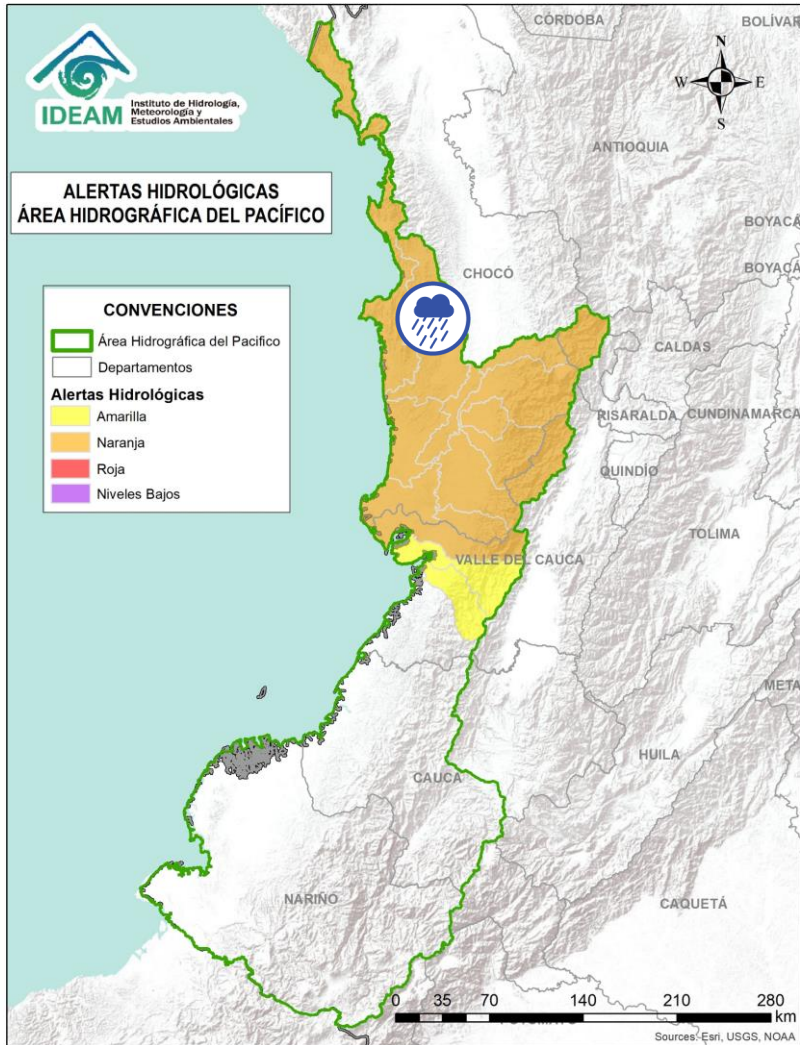 CÓRDOBA
BOLÍVAR
N
W
E
S
IDEAM
Instituto de Hidrología,
Meteorología y
Estudios Ambientales
ANTIOQUIA
ALERTAS HIDROLÓGICAS
ÁREA HIDROGRÁFICA DEL PACÍFICO
BOYACÁ
BOYACÁ
CHOCÓ
CONVENCIONES
Área Hidrográfica del Pacifico
Departamentos
Alertas Hidrológicas
Amarilla
Naranja
Roja
Niveles Bajos
CALDAS
RISARALDA
CUNDINAMARCA
QUINDÍO
TOLIMA
VALLE DEL CAUCA
META
HUILA
CAUCA
NARIÑO
CAQUETÁ
0 35 70 140 210 280
km
Sources: Esri, USGS, NOAA